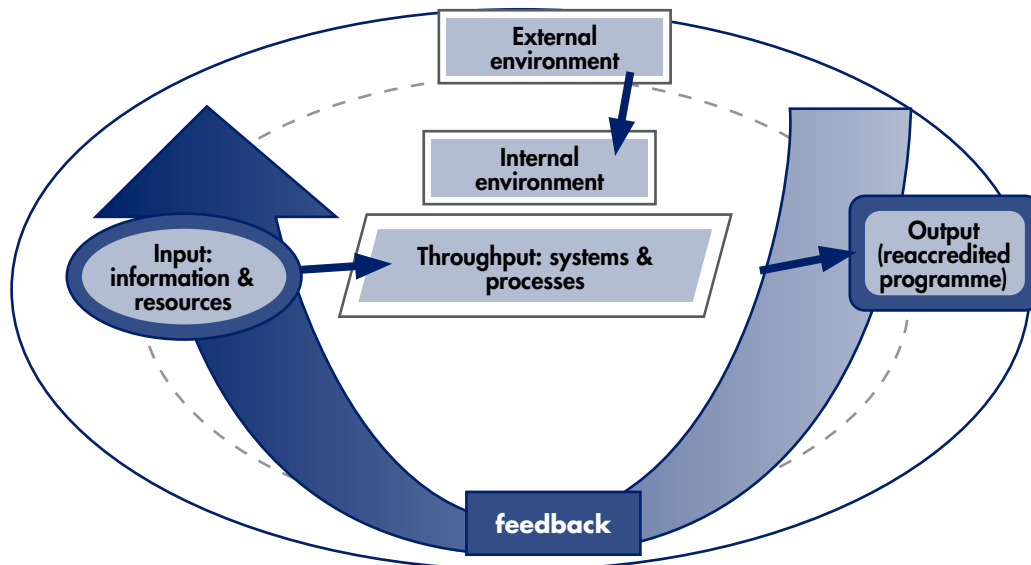 External
environment
Internal
environment
Input:
information &
resources
Throughput: systems &
processes
Output
(reaccredited
programme)
feedback